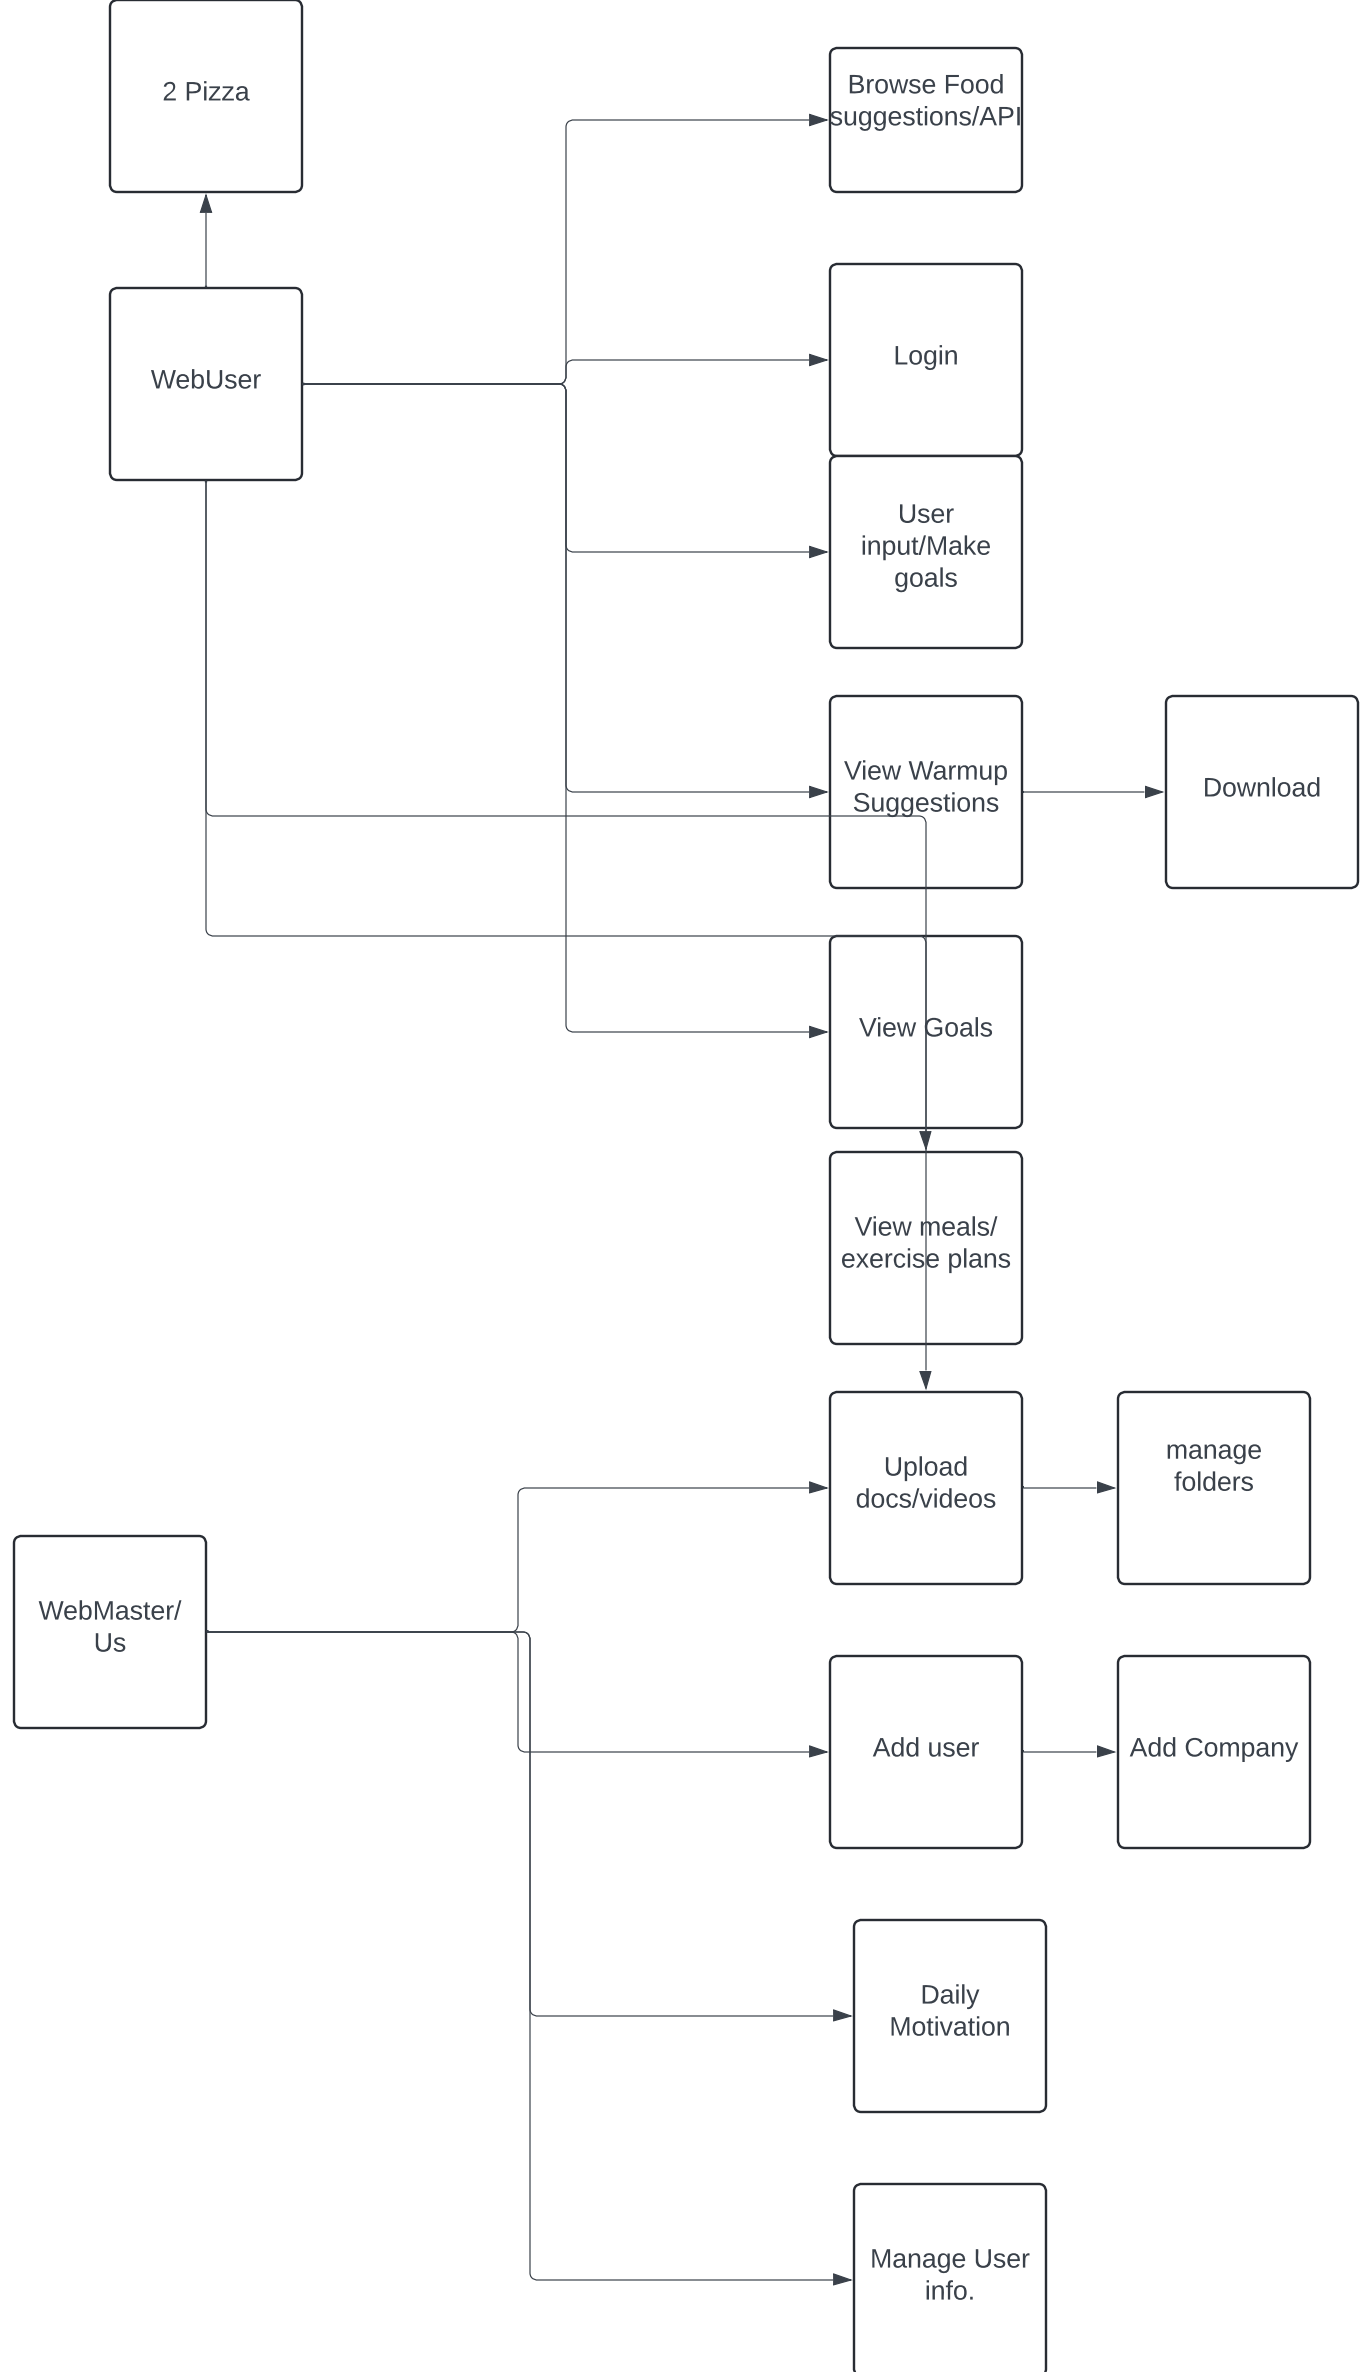 2 Pizza
Browse Food
suggestions/API
WebUser
Login
User
input/Make
goals
View Warmup
Suggestions
Download
View Goals
View meals/
exercise plans
Upload
docs/videos
manage
folders
WebMaster/
Us
Add user
Add Company
Daily
Motivation
Manage User
info.